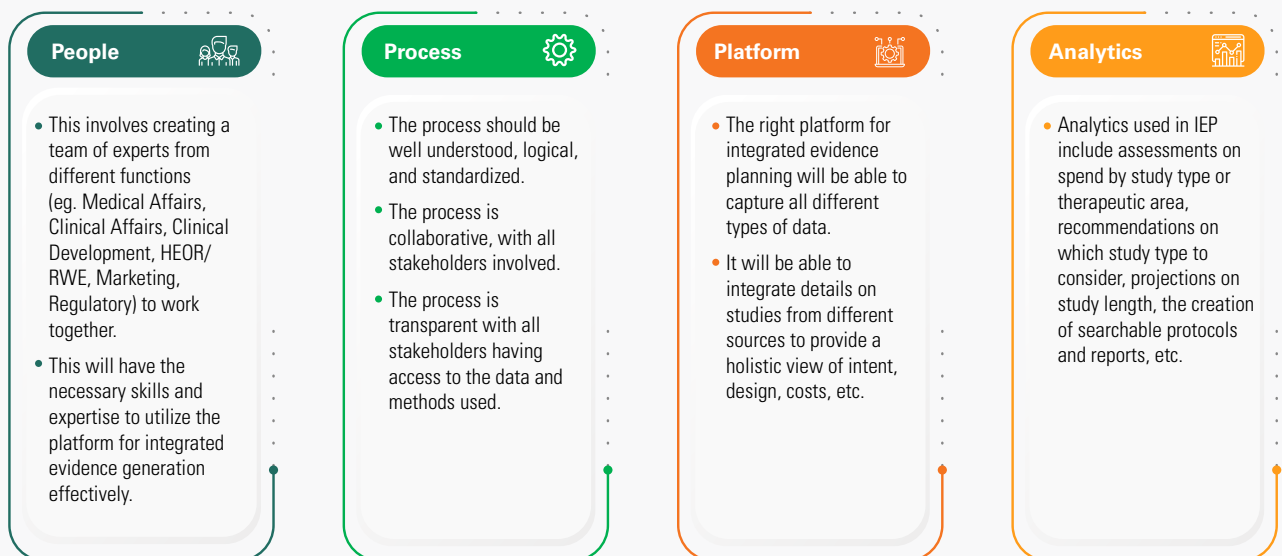 People
• This involves creating a
team of experts from
different functions
(eg. Medical Affairs,
Clinical Affairs, Clinical
Development, HEOR/
RWE, Marketing,
Regulatory) to work
together.
• This will have the
necessary skills and
expertise to utilize the
platform for integrated
evidence generation
effectively.
Process
• The process should be
well understood, logical,
and standardized.
• The process is
collaborative, with all
stakeholders involved.
• The process is
transparent with all
stakeholders having
access to the data and
methods used.
Platform
• The right platform for
integrated evidence
planning will be able to
capture all different
types of data.
• It will be able to
integrate details on
studies from different
sources to provide a
holistic view of intent,
design, costs, etc.
Analytics
• Analytics used in IEP
include assessments on
spend by study type or
therapeutic area,
recommendations on
which study type to
consider, projections on
study length, the creation
of searchable protocols
and reports, etc.